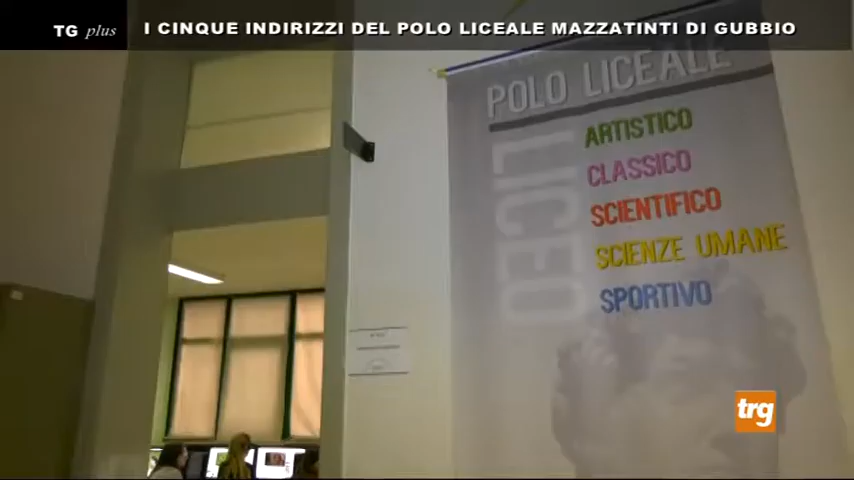 TG plus
I CINQUE INDIRIZZI DEL POLO LICEALE MAZZATINTI DI GUBBIO
POLO LICEALE
LICEO
ARTISTICO
CLASSICO
SCIENTIFICO
SCIENZE UMANE
SPORTIVO
trg